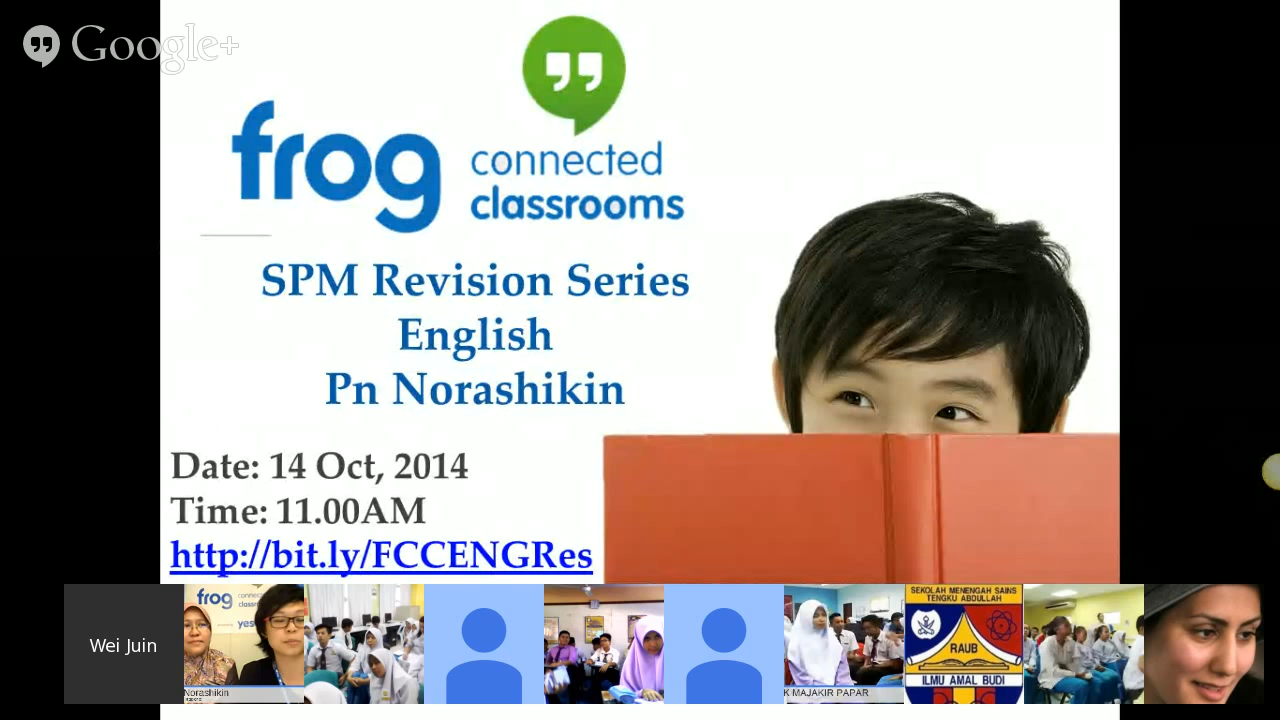 Google+
frog
connected
classrooms
SPM Revision Series
English
Pn Norashikin
Date: 14 Oct, 2014
Time: 11.00AM
http://bit.ly/FCCENGRes
Wei Juin
frog
Norashikin
K MAJAKIR PAPAR
SEKOLAH MENENGAH SAINS
TENGKU ABDULLAH
RAUB
ILMU AMAL BUDI